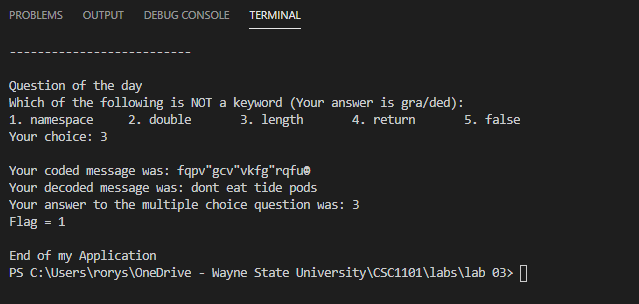 PROBLEMS OUTPUT DEBUG CONSOLE TERMINAL
--------------------------
Question of the day
Which of the following is NOT a keyword (Your answer is gra/ded):
1. namespace 2. double 3. length 4. return 5. false
Your choice: 3
Your coded message was: fqpv"gcv"vkfg"rqfu@
Your decoded message was: dont eat tide pods
Your answer to the multiple choice question was: 3
Flag = 1
End of my Application
PS C:\Users\rorys\OneDrive - Wayne State University\CSC1101\labs\lab 03>